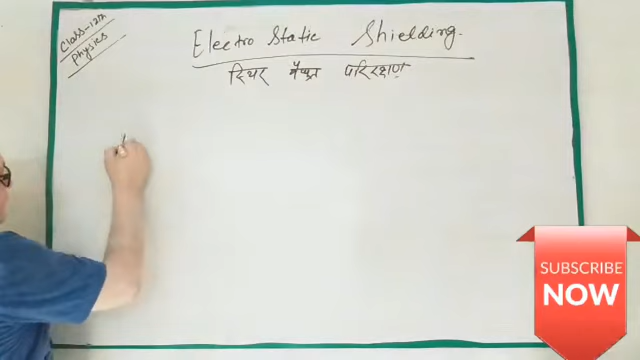 Class-12th
Physics
Electro Static Shielding.
स्थिर वैद्युत परिरक्षण
SUBSCRIBE
NOW